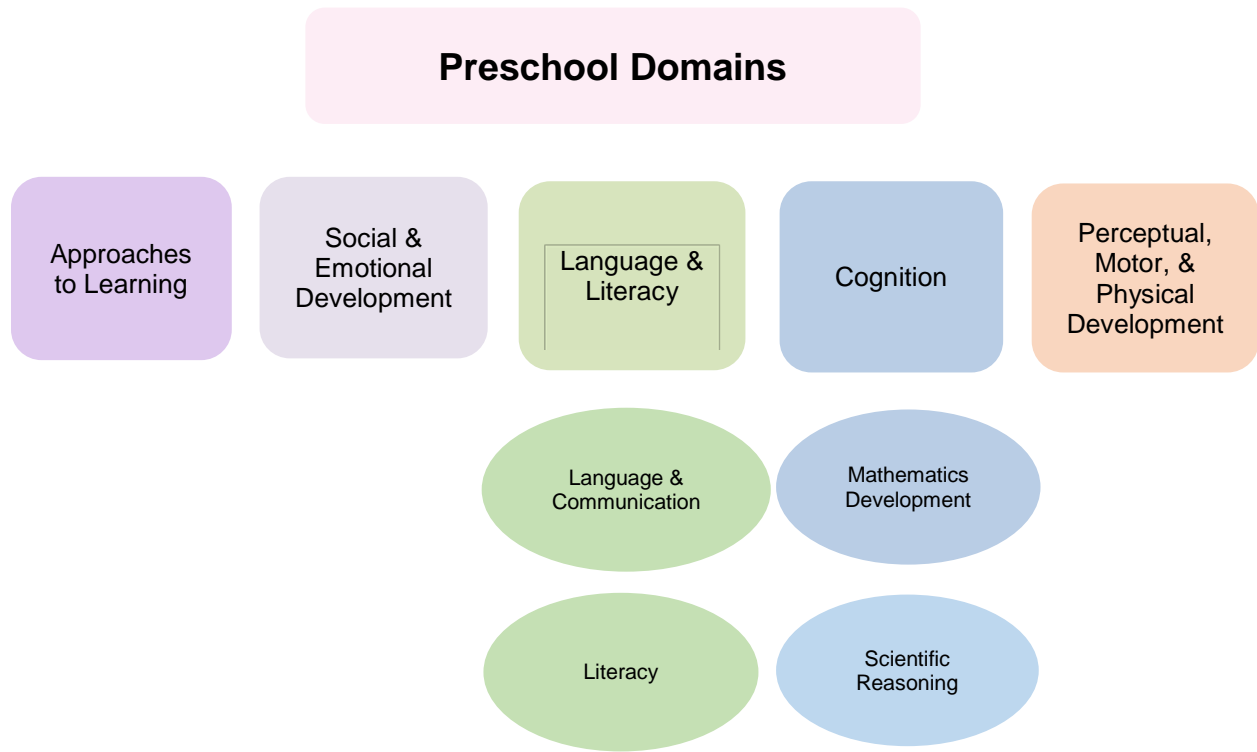 Preschool Domains
Approaches
to Learning
Social &
Emotional
Development
Language &
Literacy
Cognition
Perceptual,
Motor, &
Physical
Development
Language &
Communication
Mathematics
Development
Literacy
Scientific
Reasoning